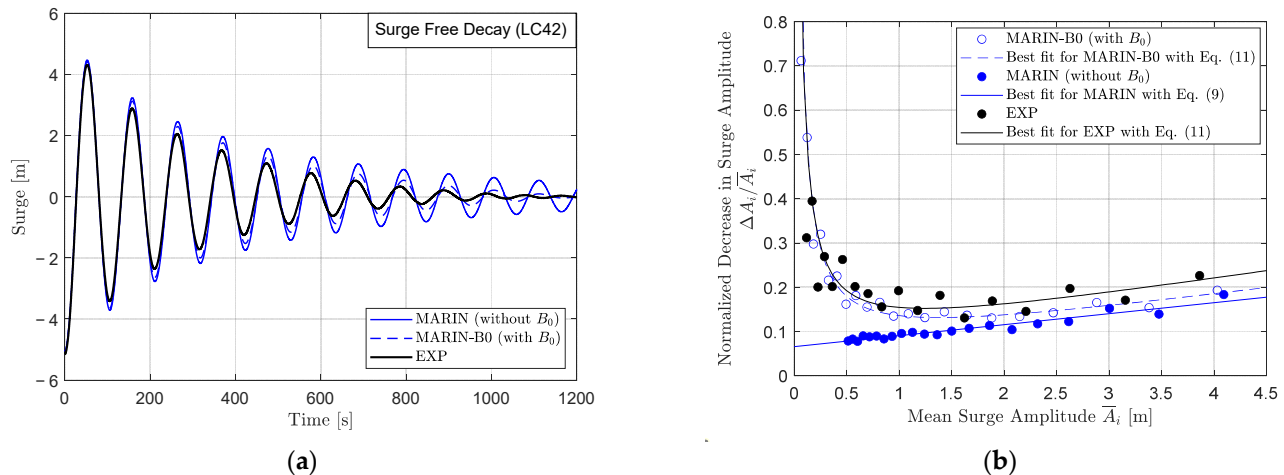 Surge Free Decay (LC42)
6
4
2
0
−2
−4
−6
Surge [m]
MARIN (without B₀)
MARIN-B0 (with B₀)
EXP
0
200
400
600
800
1000
1200
Time [s]
(a)
0.8
0.7
0.6
0.5
0.4
0.3
0.2
0.1
0
Normalized Decrease in Surge Amplitude
ΔAᵢ/A̅ᵢ
MARIN-B0 (with B₀)
Best fit for MARIN-B0 with Eq. (11)
MARIN (without B₀)
Best fit for MARIN with Eq. (9)
EXP
Best fit for EXP with Eq. (11)
0
0.5
1
1.5
2
2.5
3
3.5
4
4.5
Mean Surge Amplitude A̅ᵢ [m]
(b)